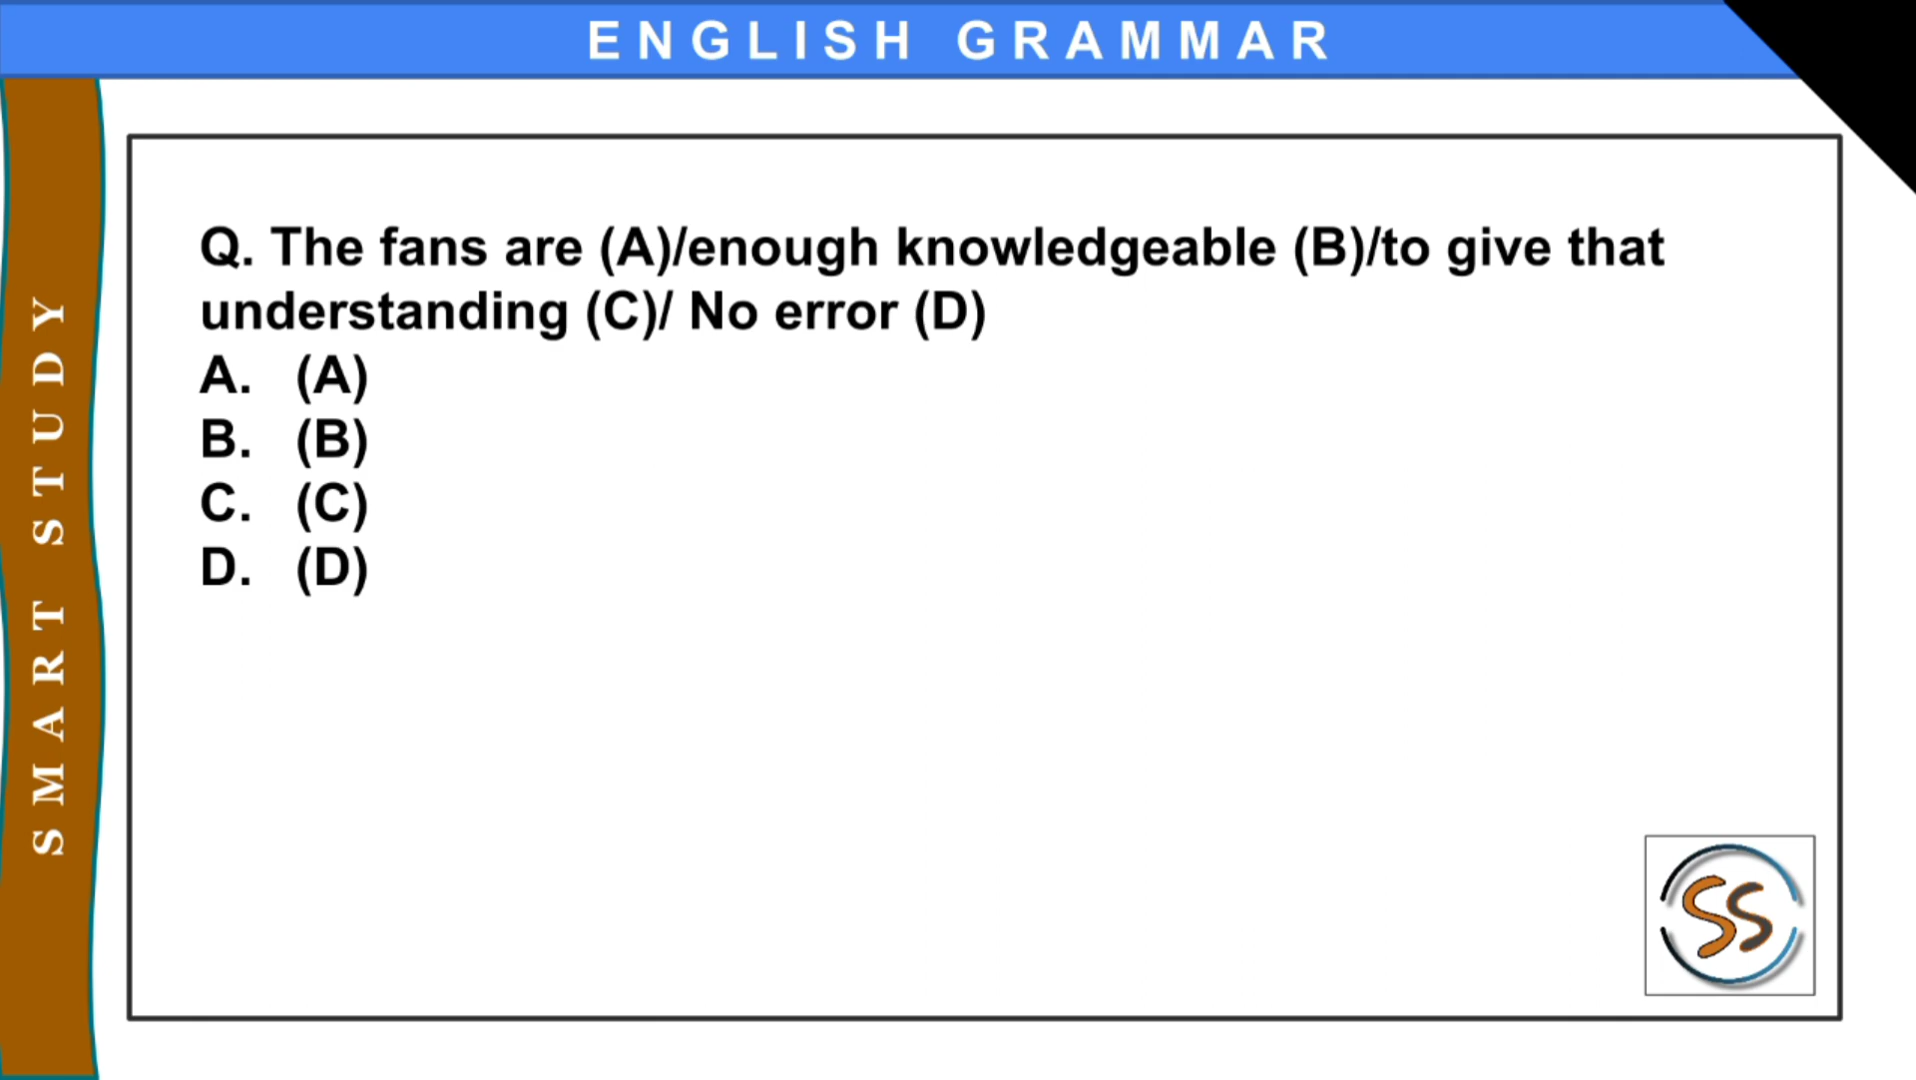 ENGLISH GRAMMAR
SMART STUDY
Q. The fans are (A)/enough knowledgeable (B)/to give that
understanding (C)/ No error (D)
A. (A)
B. (B)
C. (C)
D. (D)
SS